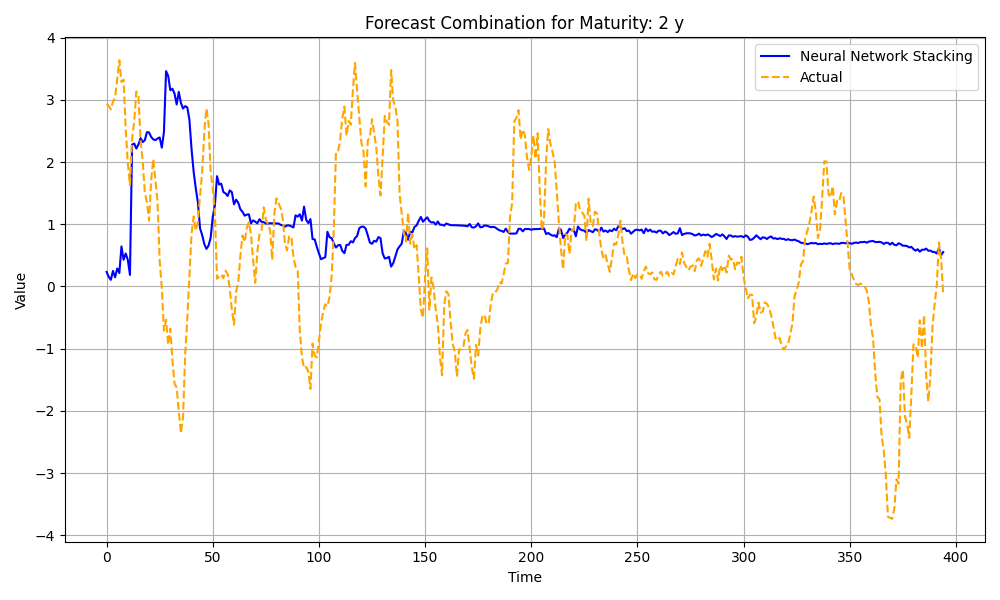 Forecast Combination for Maturity: 2 y
Neural Network Stacking
Actual
Value
4
3
2
1
0
−1
−2
−3
−4
0 50 100 150 200 250 300 350 400
Time